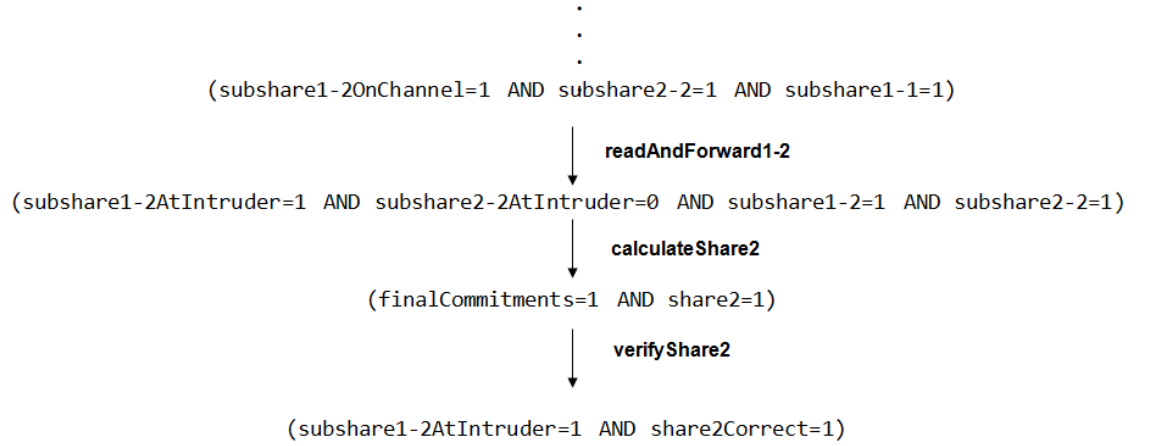 (subshare1-2OnChannel=1 AND subshare2-2=1 AND subshare1-1=1)
readAndForward1-2
(subshare1-2AtIntruder=1 AND subshare2-2AtIntruder=0 AND subshare1-2=1 AND subshare2-2=1)
calculateShare2
(finalCommitments=1 AND share2=1)
verifyShare2
(subshare1-2AtIntruder=1 AND share2Correct=1)